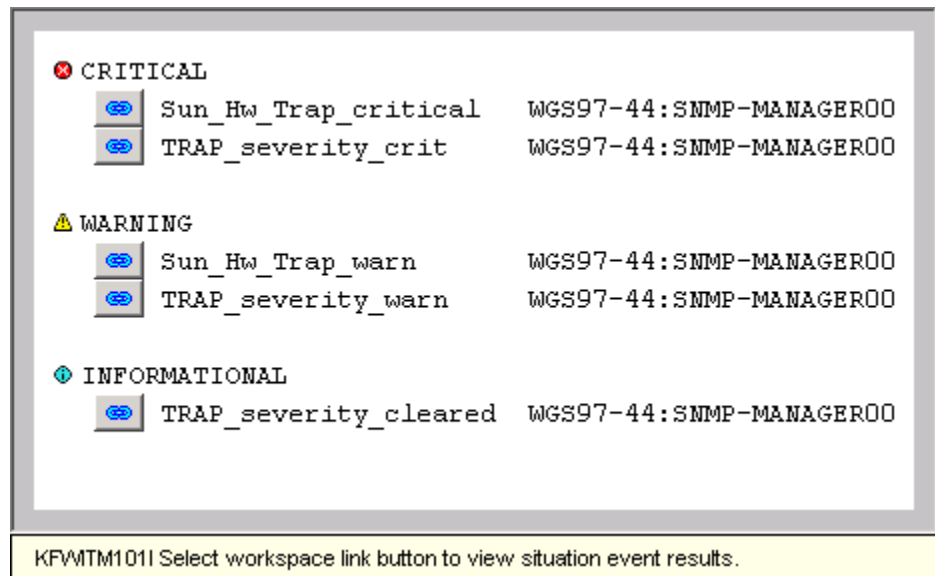 CRITICAL
Sun_Hw_Trap_critical WGS97-44:SNMP-MANAGER00
TRAP_severity_crit WGS97-44:SNMP-MANAGER00
WARNING
Sun_Hw_Trap_warn WGS97-44:SNMP-MANAGER00
TRAP_severity_warn WGS97-44:SNMP-MANAGER00
INFORMATIONAL
TRAP_severity_cleared WGS97-44:SNMP-MANAGER00
KFWITM101I Select workspace link button to view situation event results.